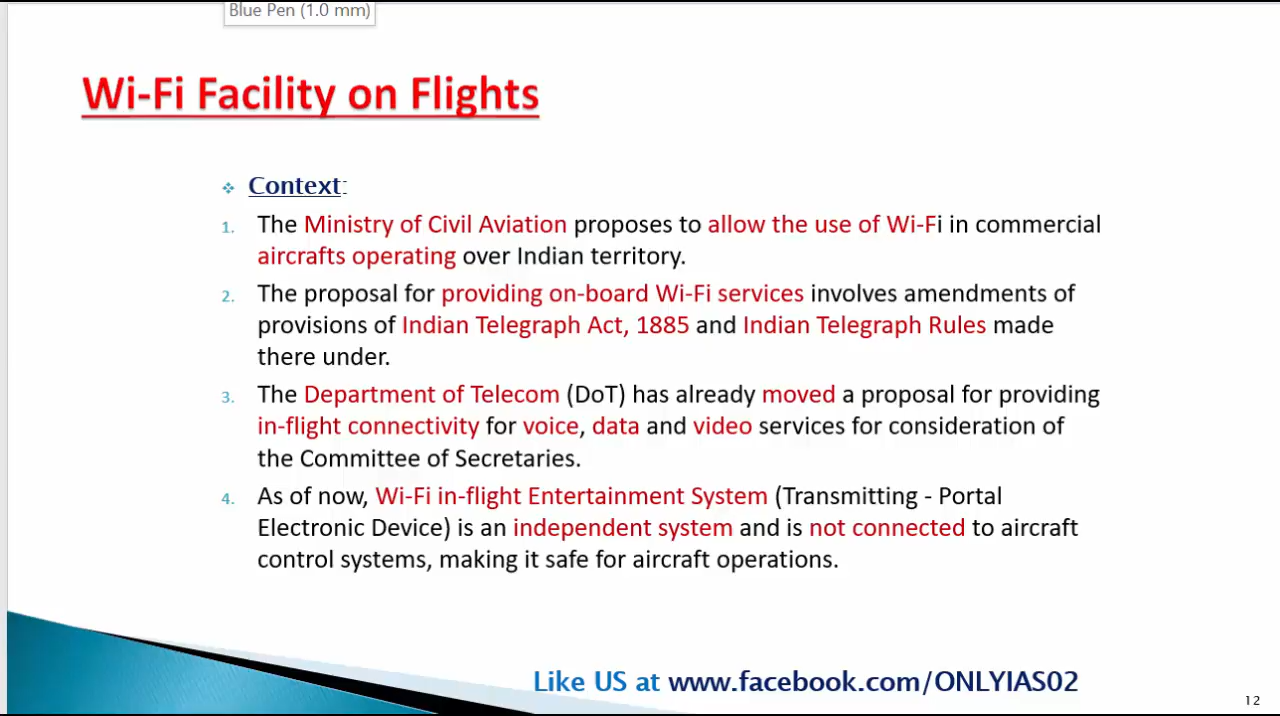 Blue Pen (1.0 mm)
Wi-Fi Facility on Flights
❖ Context:
1. The Ministry of Civil Aviation proposes to allow the use of Wi-Fi in commercial
aircrafts operating over Indian territory.
2. The proposal for providing on-board Wi-Fi services involves amendments of
provisions of Indian Telegraph Act, 1885 and Indian Telegraph Rules made
there under.
3. The Department of Telecom (DoT) has already moved a proposal for providing
in-flight connectivity for voice, data and video services for consideration of
the Committee of Secretaries.
4. As of now, Wi-Fi in-flight Entertainment System (Transmitting - Portal
Electronic Device) is an independent system and is not connected to aircraft
control systems, making it safe for aircraft operations.
Like US at www.facebook.com/ONLYIAS02
12